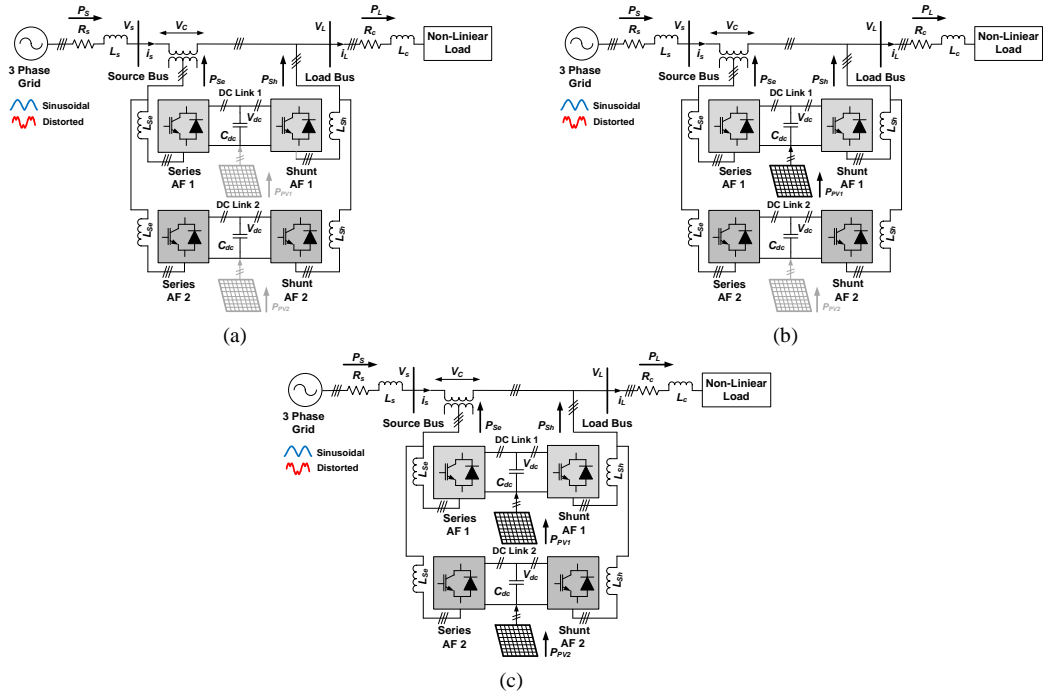 P_S
R_s
L_s
V_s
i_s
V_C
V_L
i_L
P_L
R_c
L_c
Non-Liniear
Load
3 Phase
Grid
Source Bus
Load Bus
P_Se
P_Sh
Sinusoidal
Distorted
DC Link 1
L_Se
V_dc
C_dc
L_Sh
Series
AF 1
Shunt
AF 1
P_PV1
DC Link 2
L_Se
V_dc
C_dc
L_Sh
Series
AF 2
Shunt
AF 2
P_PV2
(a)
P_S
R_s
L_s
V_s
i_s
V_C
V_L
i_L
P_L
R_c
L_c
Non-Liniear
Load
3 Phase
Grid
Source Bus
Load Bus
P_Se
P_Sh
Sinusoidal
Distorted
DC Link 1
L_Se
V_dc
C_dc
L_Sh
Series
AF 1
Shunt
AF 1
P_PV1
DC Link 2
L_Se
V_dc
C_dc
L_Sh
Series
AF 2
Shunt
AF 2
P_PV2
(b)
P_S
R_s
L_s
V_s
i_s
V_C
V_L
i_L
P_L
R_c
L_c
Non-Liniear
Load
3 Phase
Grid
Source Bus
Load Bus
P_Se
P_Sh
Sinusoidal
Distorted
DC Link 1
L_Se
V_dc
C_dc
L_Sh
Series
AF 1
Shunt
AF 1
P_PV1
DC Link 2
L_Se
V_dc
C_dc
L_Sh
Series
AF 2
Shunt
AF 2
P_PV2
(c)